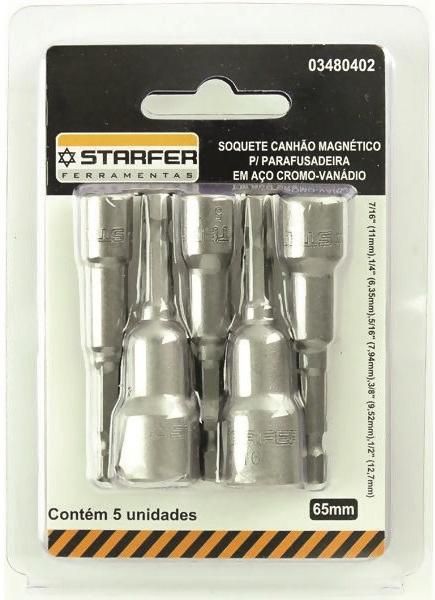 03480402
STARFER
FERRAMENTAS
SOQUETE CANHÃO MAGNÉTICO
P/ PARAFUSADEIRA
EM AÇO CROMO-VANÁDIO
7/16" (11mm),1/4" (6,35mm),5/16" (7,94mm),3/8" (9,52mm),1/2" (12,7mm)
Contém 5 unidades
65mm